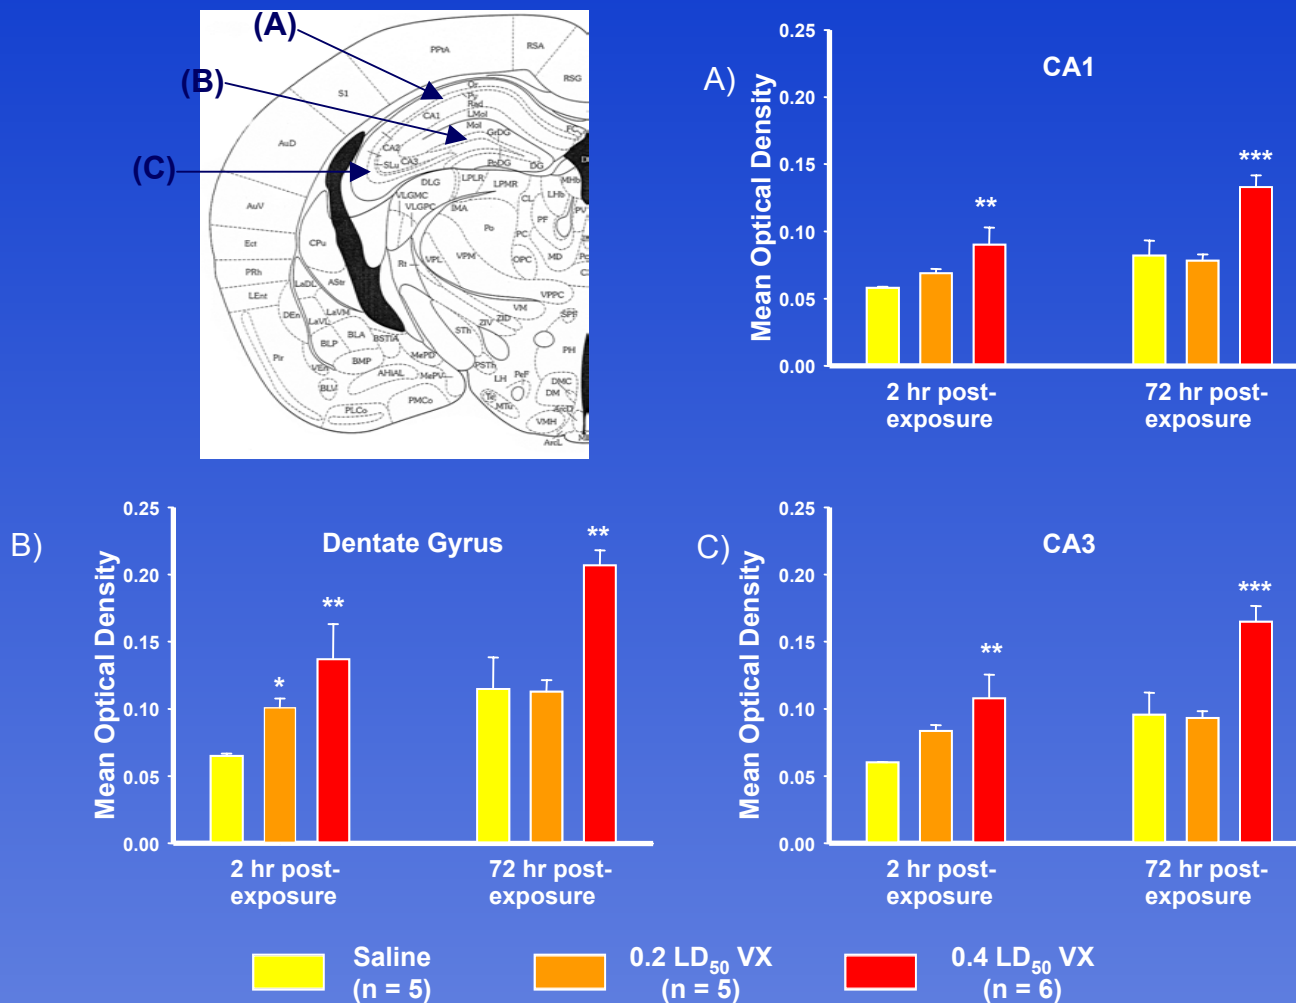 (A)
(B)
(C)
PPtA
RSA
RSG
S1
AuD
AuV
Ect
PRh
LEnt
Or
Py
Rad
LMol
Mol
GrDG
CA1
CA2
CA3
SLu
PoDG
DG
FC
DLG
LPLR
LPMR
MHb
LHb
VLGMC
VLGPC
IMA
CL
PF
PV
Po
PC
CPu
Rt
VPL
VPM
OPC
MD
LaDL
AStr
VPPC
DEn
LaVM
LaVL
VM
SPF
BLA
BLP
BSTIA
STh
ZIV
ZID
Pir
BMP
MePD
PH
VEn
AHiAL
MePV
PSTh
LH
PeF
BLV
DMC
DM
Te
MTu
PLCo
PMCo
VMH
ArcD
ArcL
A)
CA1
Mean Optical Density
0.25
0.20
0.15
0.10
0.05
0.00
**
***
2 hr post-
exposure
72 hr post-
exposure
B)
Dentate Gyrus
Mean Optical Density
0.25
0.20
0.15
0.10
0.05
0.00
*
**
**
2 hr post-
exposure
72 hr post-
exposure
C)
CA3
Mean Optical Density
0.25
0.20
0.15
0.10
0.05
0.00
**
***
2 hr post-
exposure
72 hr post-
exposure
Saline
(n = 5)
0.2 LD50 VX
(n = 5)
0.4 LD50 VX
(n = 6)